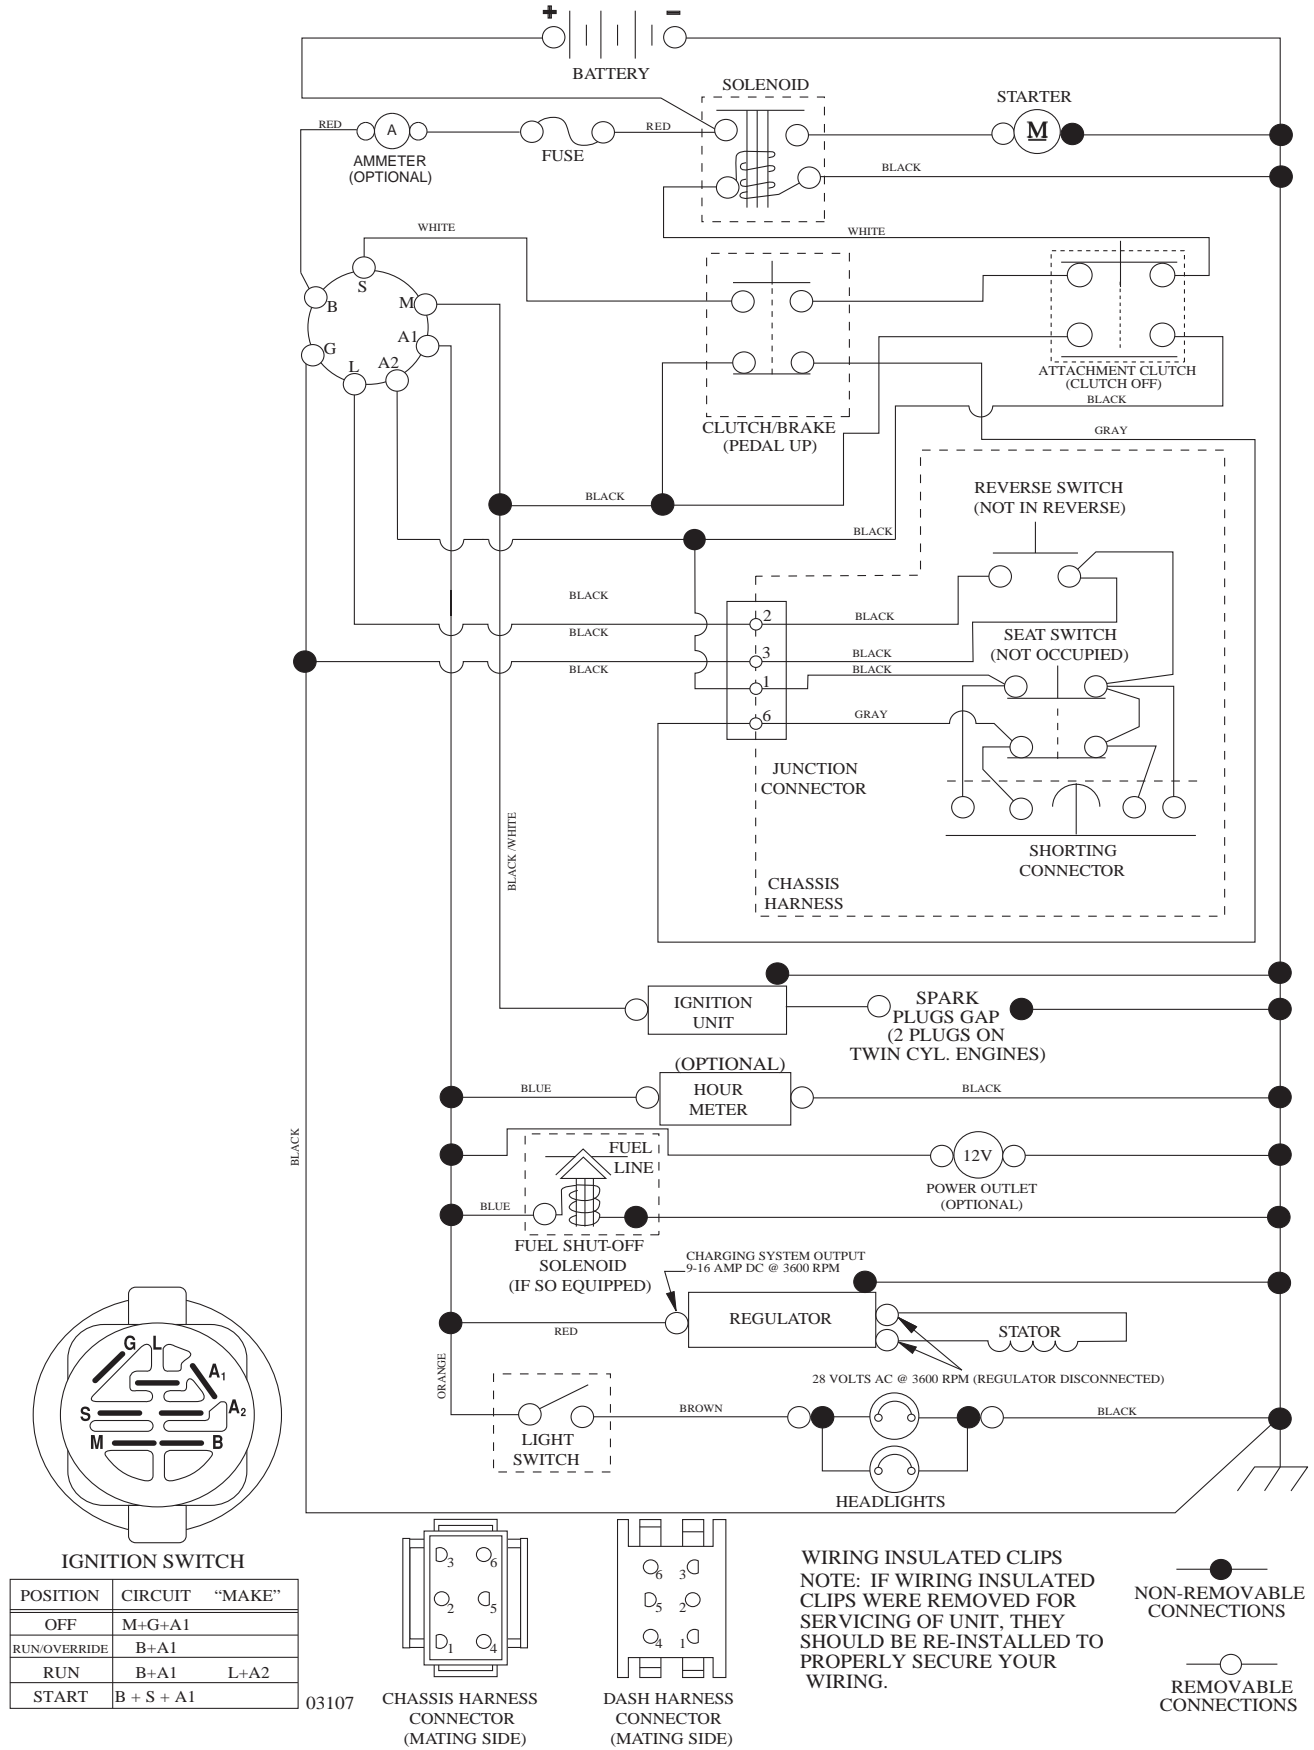 + −
BATTERY
SOLENOID
STARTER
RED
A
RED
M
AMMETER
(OPTIONAL)
FUSE
BLACK
WHITE
WHITE
S
B
M
A1
G
L
A2
ATTACHMENT CLUTCH
(CLUTCH OFF)
BLACK
CLUTCH/BRAKE
(PEDAL UP)
GRAY
REVERSE SWITCH
(NOT IN REVERSE)
BLACK
BLACK
BLACK
2
BLACK
BLACK
SEAT SWITCH
(NOT OCCUPIED)
3
BLACK
BLACK
BLACK
1
6
GRAY
JUNCTION
CONNECTOR
BLACK /WHITE
SHORTING
CONNECTOR
CHASSIS
HARNESS
IGNITION
UNIT
SPARK
PLUGS GAP
(2 PLUGS ON
TWIN CYL. ENGINES)
(OPTIONAL)
BLUE
HOUR
METER
BLACK
BLACK
FUEL
LINE
12V
POWER OUTLET
(OPTIONAL)
BLUE
FUEL SHUT-OFF
SOLENOID
(IF SO EQUIPPED)
CHARGING SYSTEM OUTPUT
9-16 AMP DC @ 3600 RPM
REGULATOR
RED
STATOR
ORANGE
28 VOLTS AC @ 3600 RPM (REGULATOR DISCONNECTED)
BROWN
BLACK
LIGHT
SWITCH
HEADLIGHTS
G L
A1
A2
S
M
B
IGNITION SWITCH
POSITION CIRCUIT “MAKE”
OFF M+G+A1
RUN/OVERRIDE B+A1
RUN B+A1 L+A2
START B + S + A1
03107
3 6
2 5
1 4
CHASSIS HARNESS
CONNECTOR
(MATING SIDE)
6 3
5 2
4 1
DASH HARNESS
CONNECTOR
(MATING SIDE)
WIRING INSULATED CLIPS
NOTE: IF WIRING INSULATED
CLIPS WERE REMOVED FOR
SERVICING OF UNIT, THEY
SHOULD BE RE-INSTALLED TO
PROPERLY SECURE YOUR
WIRING.
NON-REMOVABLE
CONNECTIONS
REMOVABLE
CONNECTIONS